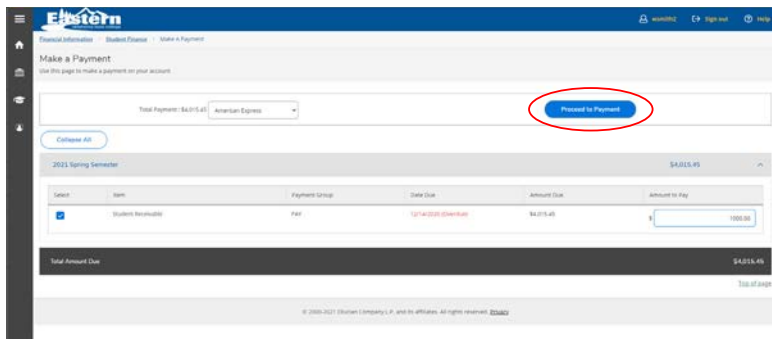 Eastern
Sign out
Help
Financial Information
Student Finance
Make a Payment
Make a Payment
Use this page to make a payment on your account
Total Payment: $4,015.45
American Express
Proceed to Payment
Collapse All
2021 Spring Semester
$4,015.45
Select
Item
Payment Group
Date Due
Amount Due
Amount to Pay
Student Receivable
PAY
(Overdue)
$4,015.45
$
1000.00
Total Amount Due
$4,015.45
Top of page
© 2000-2021 Ellucian Company L.P. and its affiliates. All rights reserved. Privacy